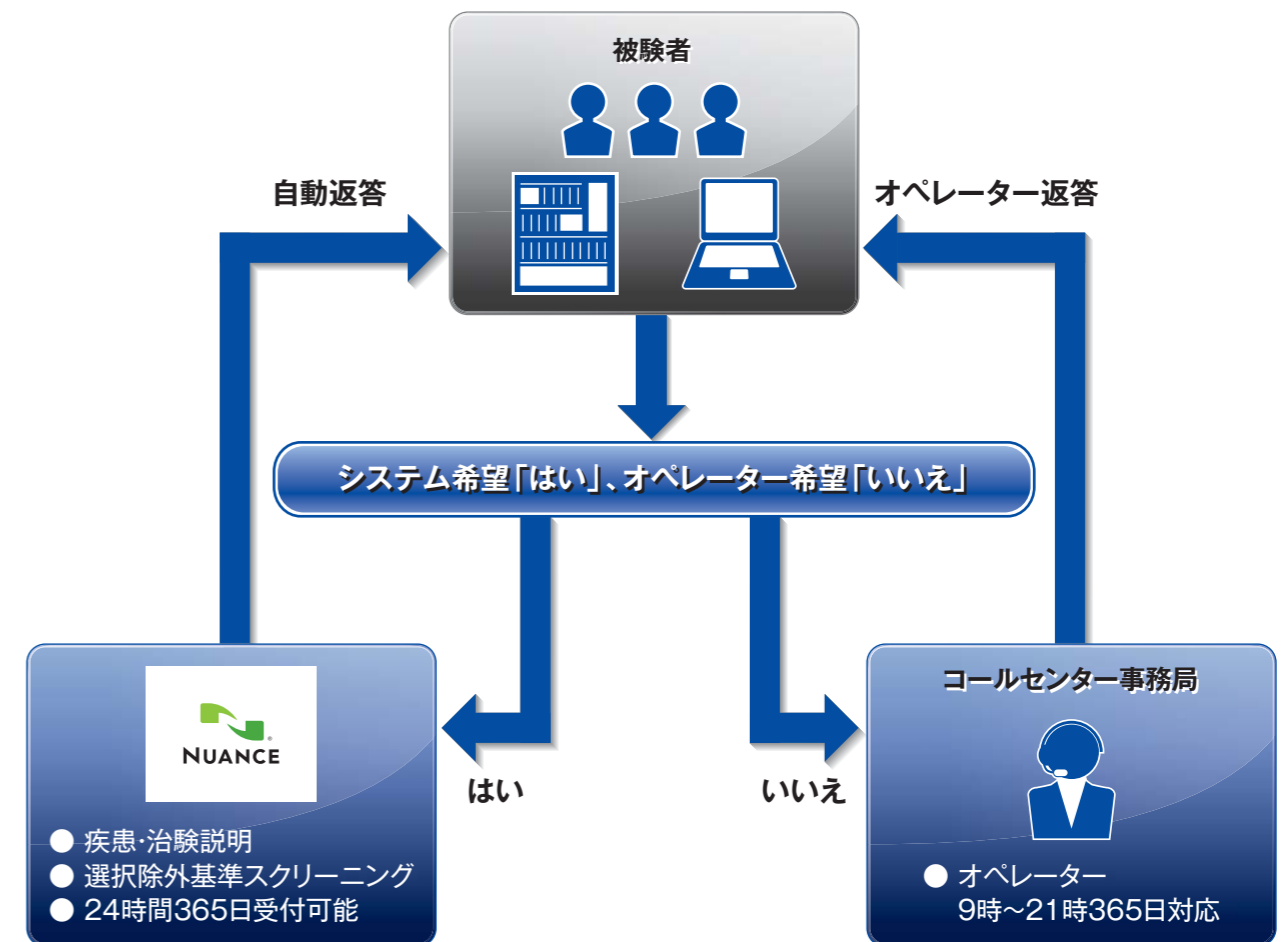 被験者
自動返答
オペレーター返答
システム希望「はい」、オペレーター希望「いいえ」
NUANCE
はい
いいえ
コールセンター事務局
● 疾患・治験説明
● 選択除外基準スクリーニング
● 24時間365日受付可能
● オペレーター
9時〜21時365日対応